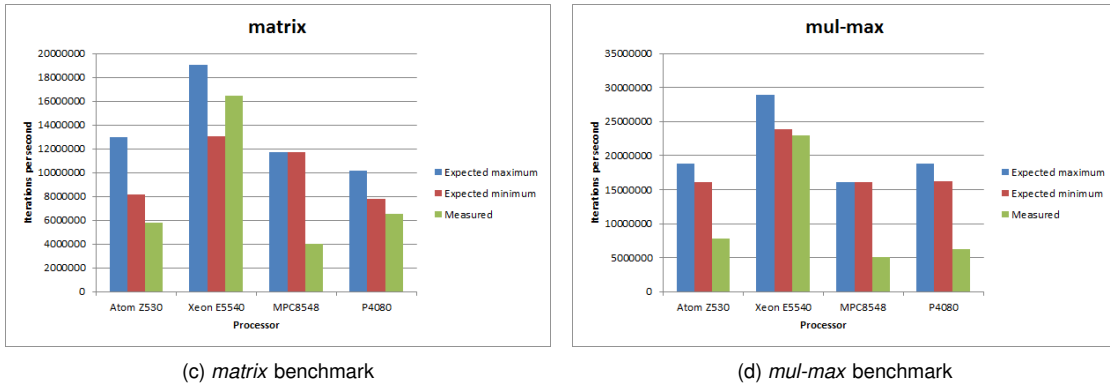 matrix
20000000
18000000
16000000
14000000
12000000
10000000
8000000
6000000
4000000
2000000
0
Iterations per second
Atom Z530 Xeon E5540 MPC8548 P4080
Processor
Expected maximum
Expected minimum
Measured
(c) matrix benchmark
mul-max
35000000
30000000
25000000
20000000
15000000
10000000
5000000
0
Iterations per second
Atom Z530 Xeon E5540 MPC8548 P4080
Processor
Expected maximum
Expected minimum
Measured
(d) mul-max benchmark